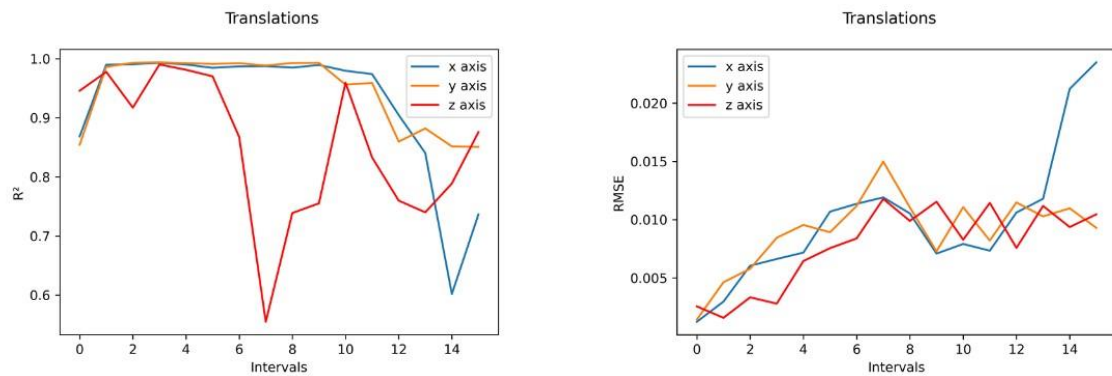 Translations
1.0
0.9
0.8
0.7
0.6
R²
x axis
y axis
z axis
0 2 4 6 8 10 12 14
Intervals
Translations
0.020
0.015
0.010
0.005
RMSE
x axis
y axis
z axis
0 2 4 6 8 10 12 14
Intervals